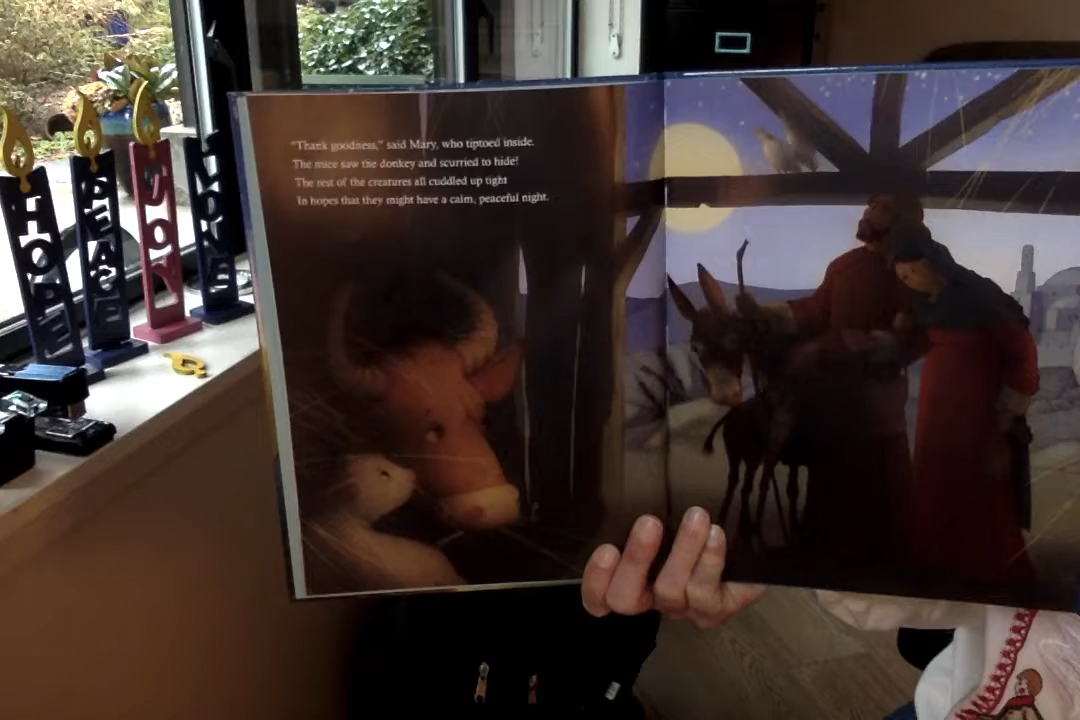 HOPE
PEACE
JOY
LOVE
"Thank goodness," said Mary, who tiptoed inside.
The mice saw the donkey and scurried to hide!
The rest of the creatures all cuddled up tight
In hopes that they might have a calm, peaceful night.